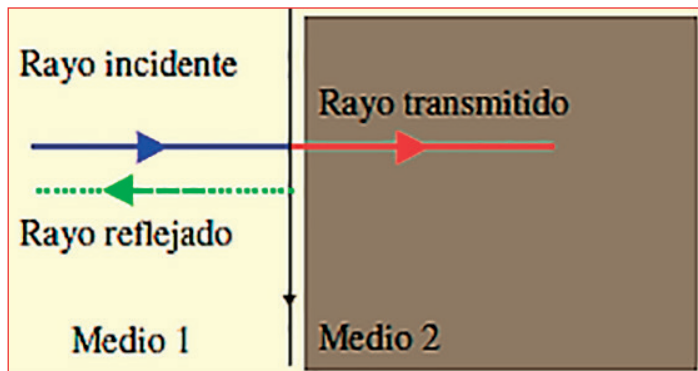 Rayo incidente
Rayo transmitido
Rayo reflejado
Medio 1
Medio 2